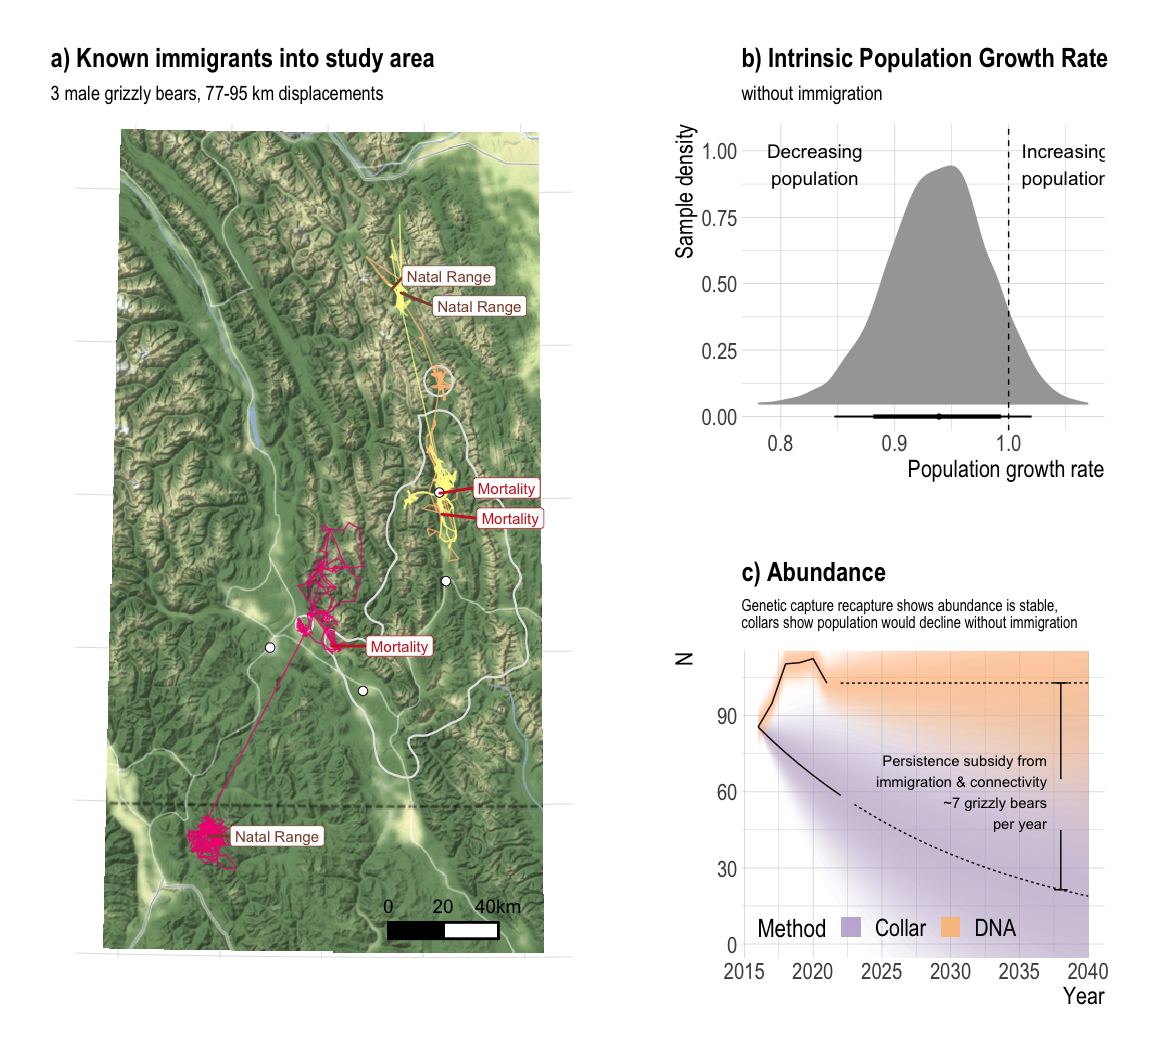 a) Known immigrants into study area
3 male grizzly bears, 77-95 km displacements
Natal Range
Natal Range
Mortality
Mortality
Mortality
Natal Range
0 20 40km
b) Intrinsic Population Growth Rate
without immigration
Sample density
1.00
0.75
0.50
0.25
0.00
Decreasing
population
Increasing
population
0.8 0.9 1.0
Population growth rate
c) Abundance
Genetic capture recapture shows abundance is stable,
collars show population would decline without immigration
N
90
60
30
0
Persistence subsidy from
immigration & connectivity
~7 grizzly bears
per year
Method Collar DNA
2015 2020 2025 2030 2035 2040
Year